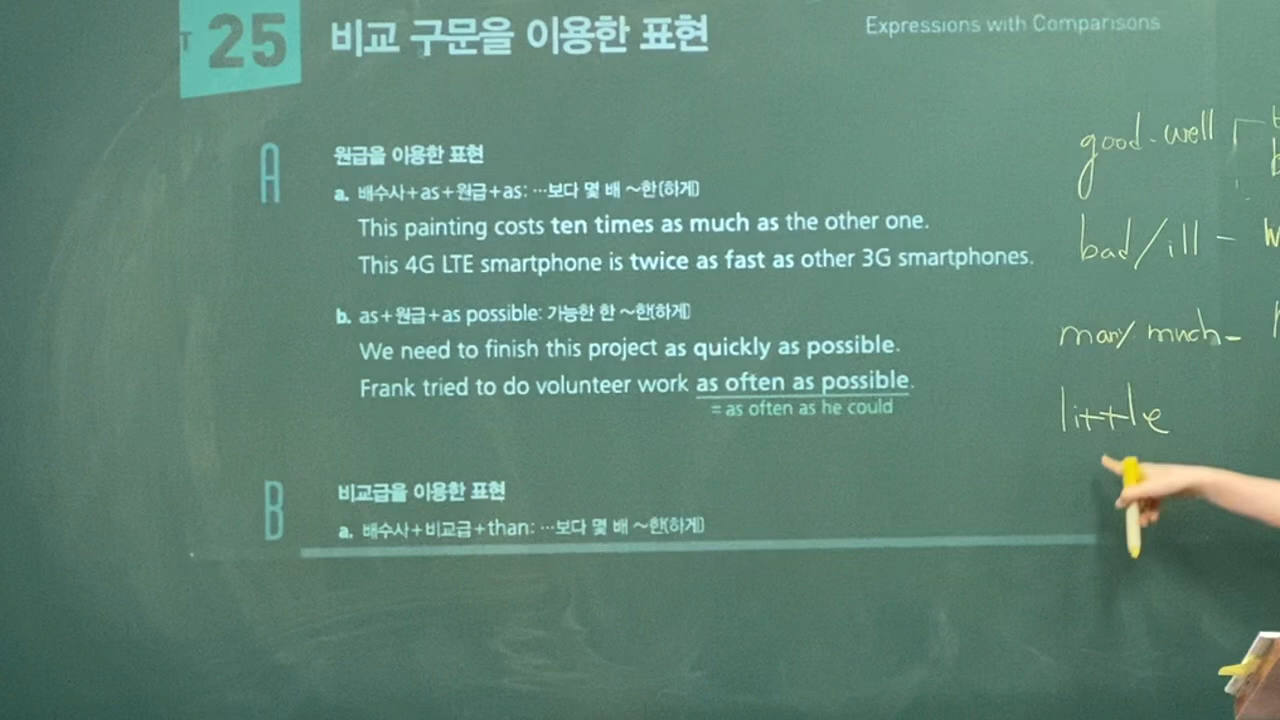 25 비교 구문을 이용한 표현
Expressions with Comparisons
A
원급을 이용한 표현
a. 배수사+as+원급+as: …보다 몇 배 ~한(하게)
This painting costs ten times as much as the other one.
This 4G LTE smartphone is twice as fast as other 3G smartphones.
b. as+원급+as possible: 가능한 한 ~한(하게)
We need to finish this project as quickly as possible.
Frank tried to do volunteer work as often as possible.
= as often as he could
B
비교급을 이용한 표현
a. 배수사+비교급+than: …보다 몇 배 ~한(하게)
good-well
bad/ill -
many much-
little